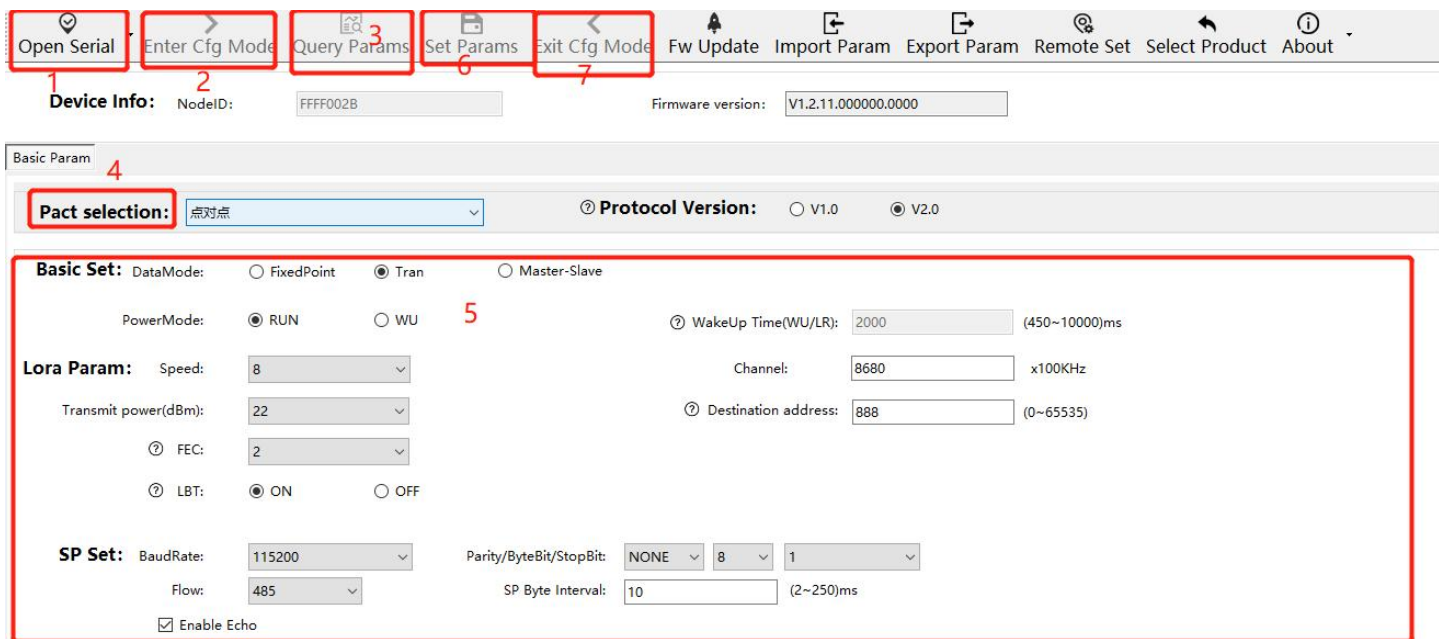 Open Serial Enter Cfg Mode Query Params Set Params Exit Cfg Mode Fw Update Import Param Export Param Remote Set Select Product About
1 2 3 6 7
Device Info: NodeID: FFFF002B Firmware version: V1.2.11.000000.0000
Basic Param
4
Pact selection: 点对点 Protocol Version: V1.0 V2.0
Basic Set: DataMode: FixedPoint Tran Master-Slave
5
PowerMode: RUN WU WakeUp Time(WU/LR): 2000 (450~10000)ms
Lora Param: Speed: 8 Channel: 8680 x100KHz
Transmit power(dBm): 22 Destination address: 888 (0~65535)
FEC: 2
LBT: ON OFF
SP Set: BaudRate: 115200 Parity/ByteBit/StopBit: NONE 8 1
Flow: 485 SP Byte Interval: 10 (2~250)ms
Enable Echo